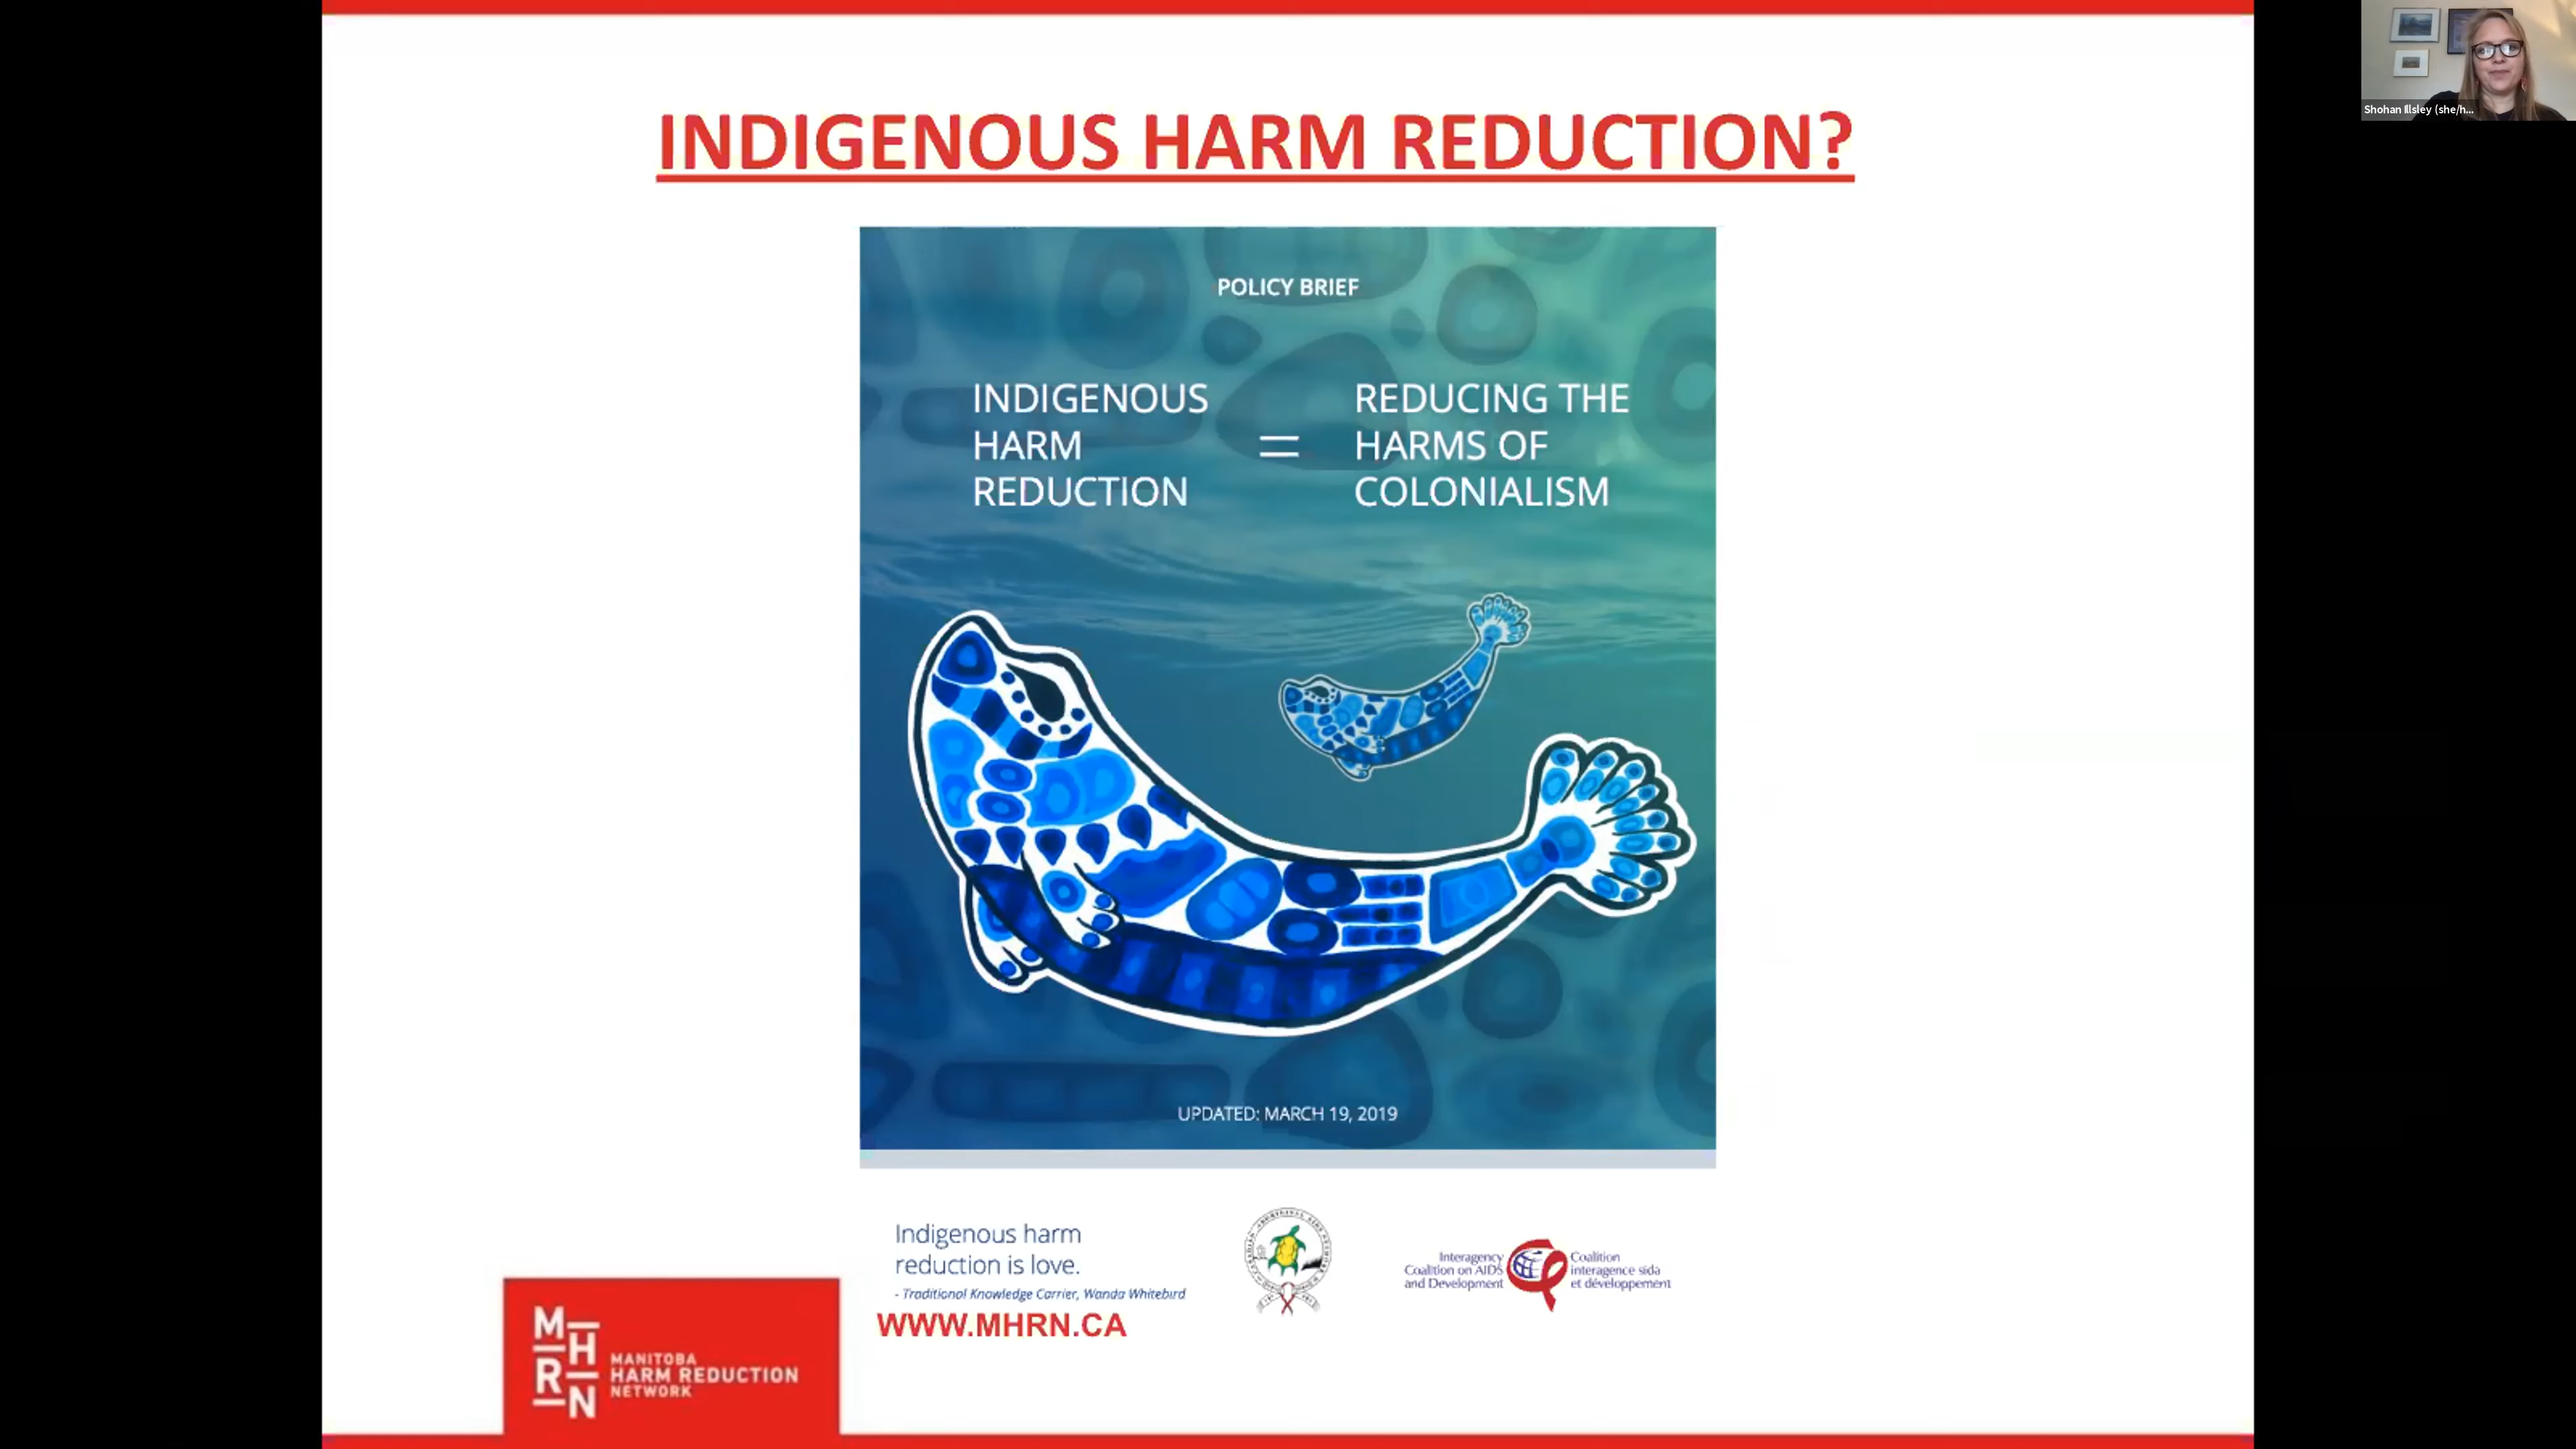 INDIGENOUS HARM REDUCTION?
POLICY BRIEF
INDIGENOUS
HARM
REDUCTION
=
REDUCING THE
HARMS OF
COLONIALISM
UPDATED: MARCH 19, 2019
Indigenous harm
reduction is love.
- Traditional Knowledge Carrier, Wanda Whitebird
WWW.MHRN.CA
Interagency
Coalition on AIDS
and Development
Coalition
interagence sida
et développement
M
H
R
N
MANITOBA
HARM REDUCTION
NETWORK
Shohan Illsley (she/h...